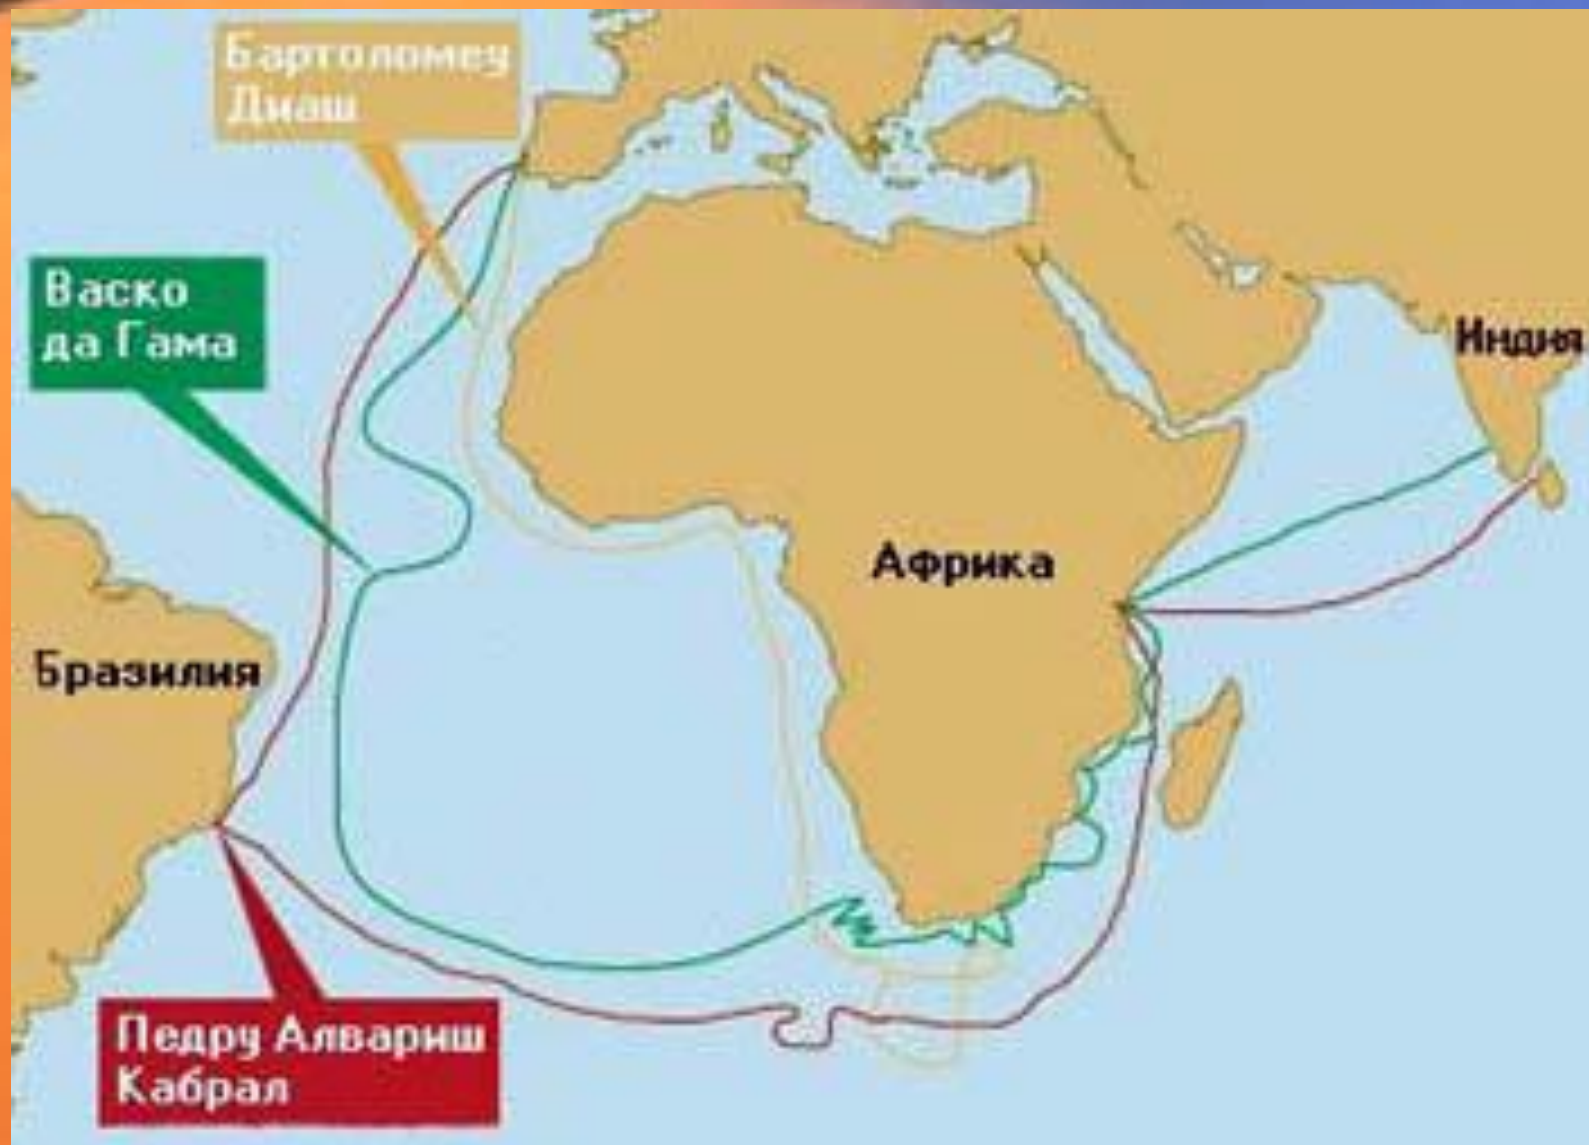 Бартоломеу
Диаш
Васко
да Гама
Индия
Африка
Бразилия
Педру Алвариш
Кабрал